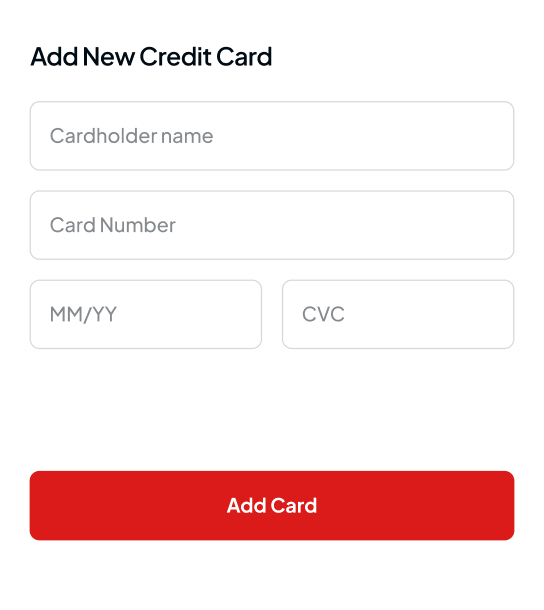 Add New Credit Card
Cardholder name
Card Number
MM/YY CVC
Add Card